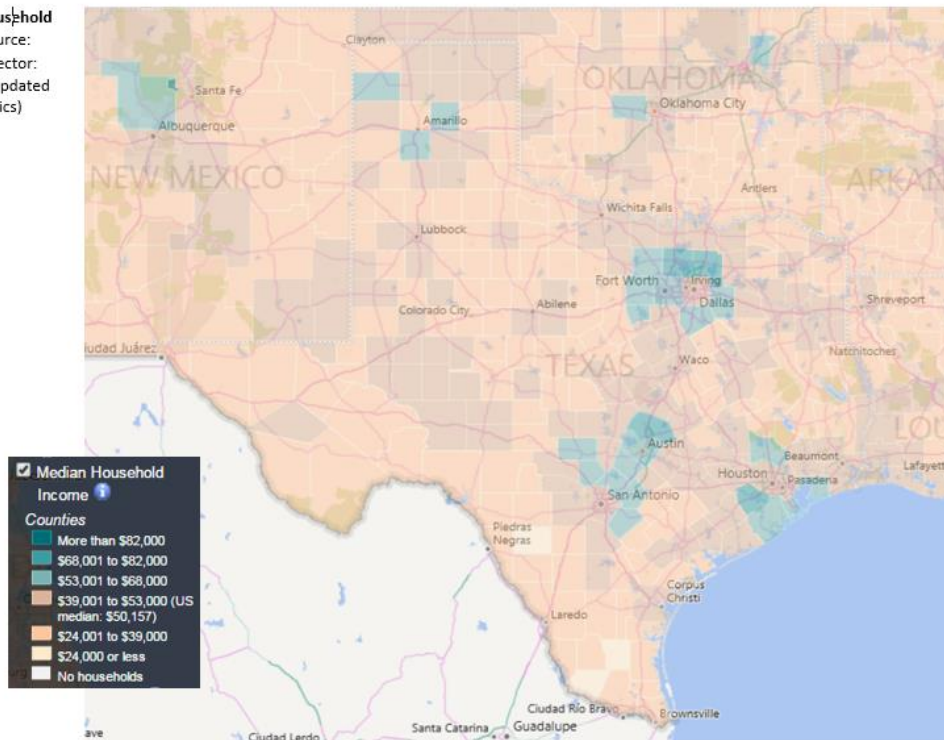 usehold
urce:
ector:
pdated
ics)
Clayton
OKLAHOMA
Santa Fe
Oklahoma City
Amarillo
Albuquerque
NEW MEXICO
Antlers
ARKAN
Wichita Falls
Lubbock
Fort Worth
Irving
Dallas
Colorado City
Abilene
Shreveport
iudad Juárez
TEXAS
Waco
Natchitoches
LOU
Austin
Beaumont
Houston
Pasadena
Lafayett
San Antonio
Piedras
Negras
Corpus
Christi
Laredo
Ciudad Río Bravo
Brownsville
Santa Catarina
Guadalupe
Ciudad Lerdo
ave
Median Household
Income
Counties
More than $82,000
$68,001 to $82,000
$53,001 to $68,000
$39,001 to $53,000 (US
median: $50,157)
$24,001 to $39,000
$24,000 or less
No households